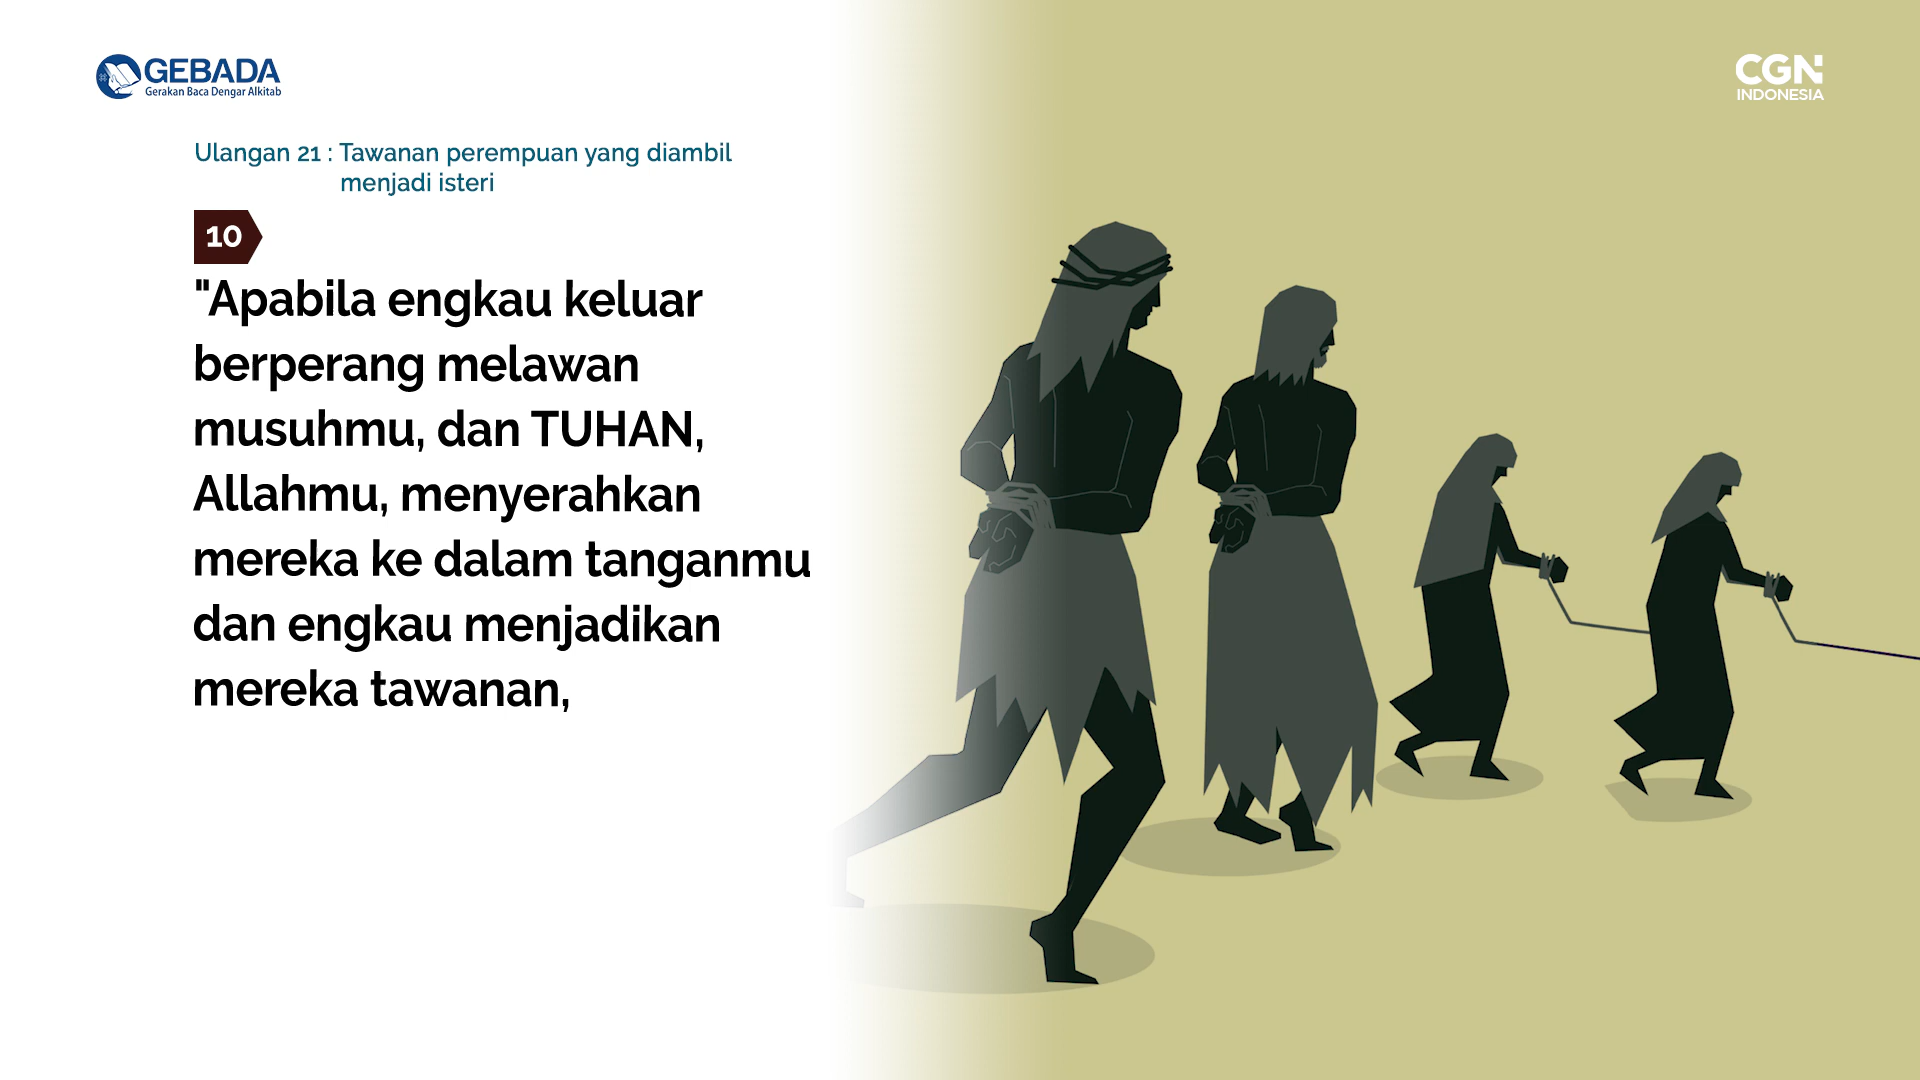 GEBADA
Gerakan Baca Dengar Alkitab
CGN
INDONESIA
Ulangan 21 : Tawanan perempuan yang diambil
menjadi isteri
10
"Apabila engkau keluar
berperang melawan
musuhmu, dan TUHAN,
Allahmu, menyerahkan
mereka ke dalam tanganmu
dan engkau menjadikan
mereka tawanan,